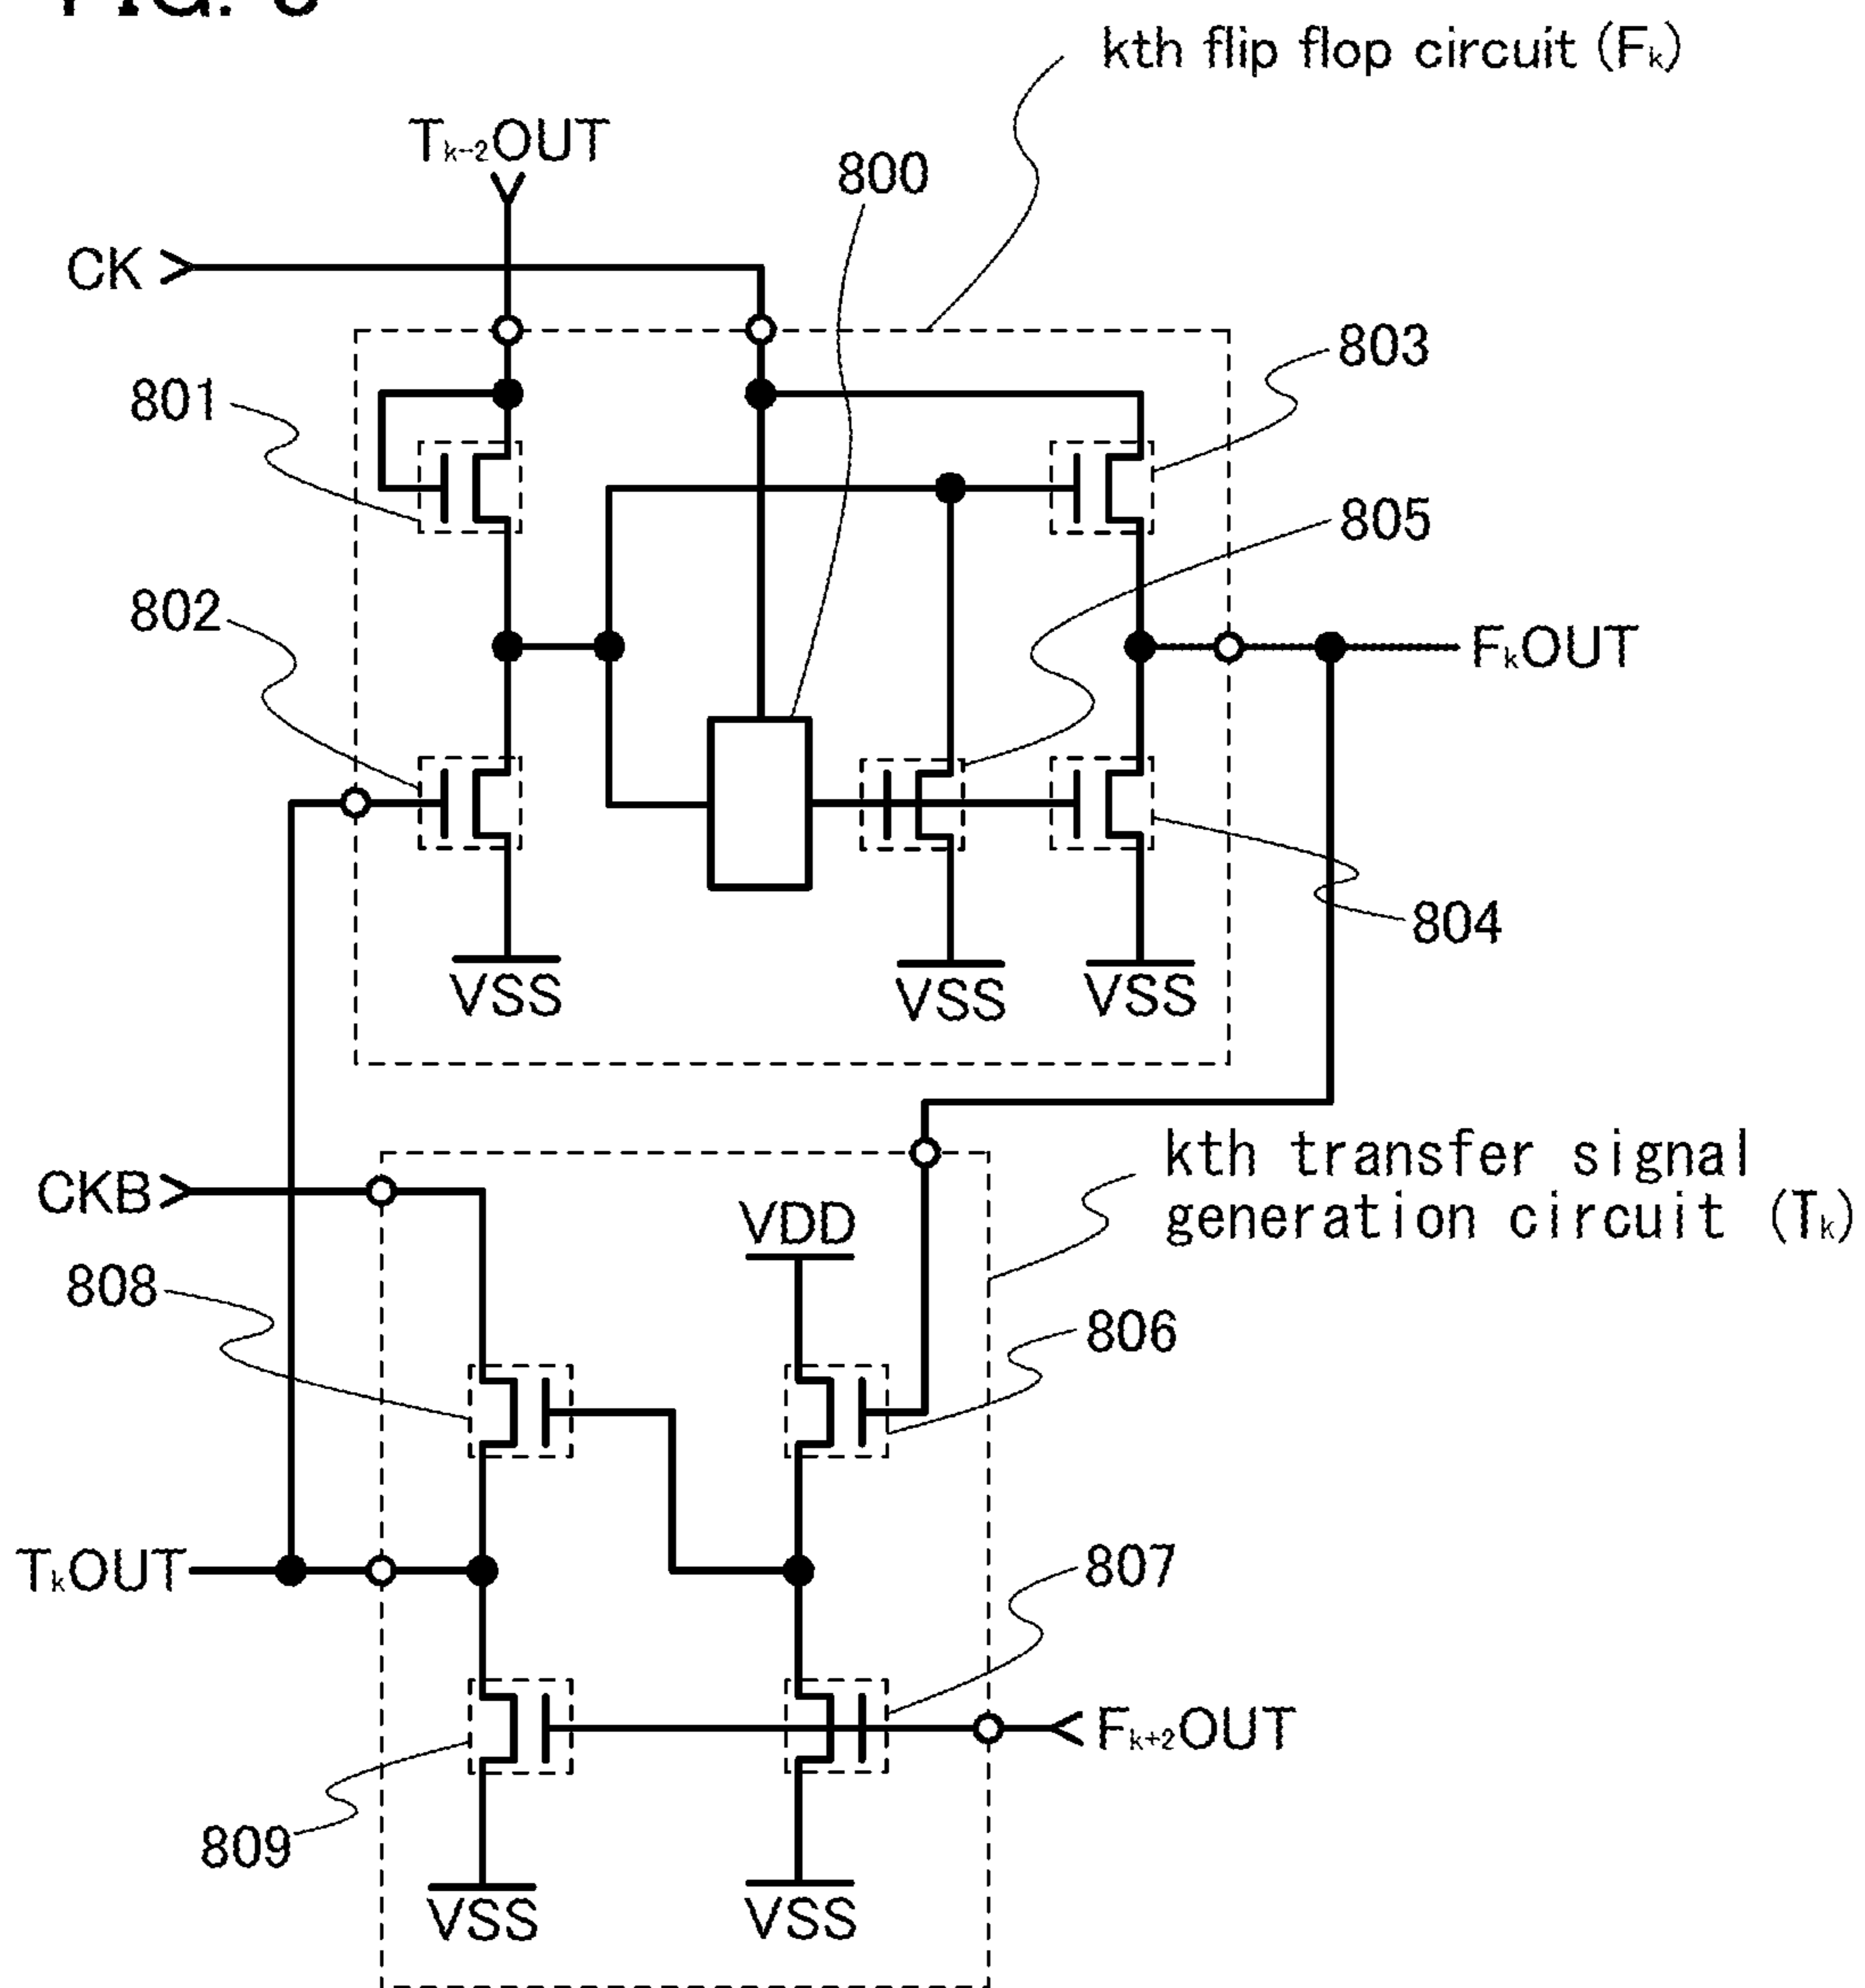 kth flip flop circuit (Fk)
Tk-2OUT
800
CK
803
801
805
802
FkOUT
804
VSS
VSS
VSS
kth transfer signal
generation circuit (Tk)
CKB
VDD
808
806
TkOUT
807
Fk+2OUT
809
VSS
VSS